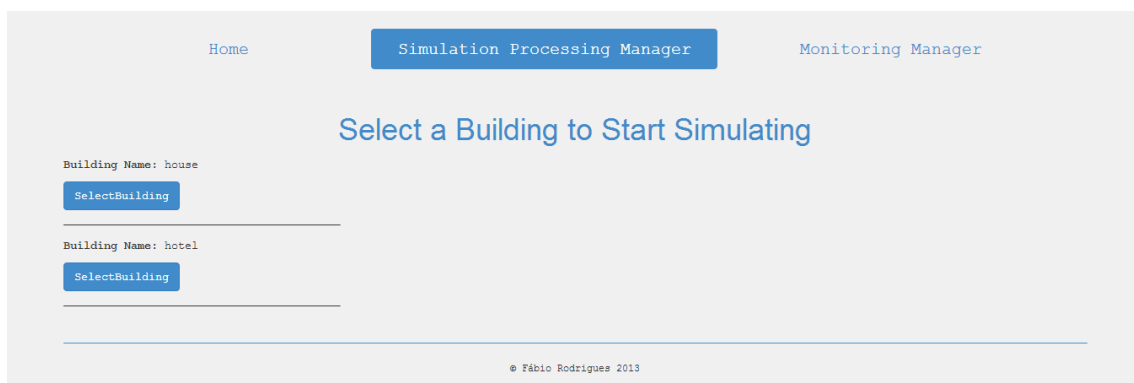 Home Simulation Processing Manager Monitoring Manager
Select a Building to Start Simulating
Building Name: house
SelectBuilding
Building Name: hotel
SelectBuilding
© Fábio Rodrigues 2013